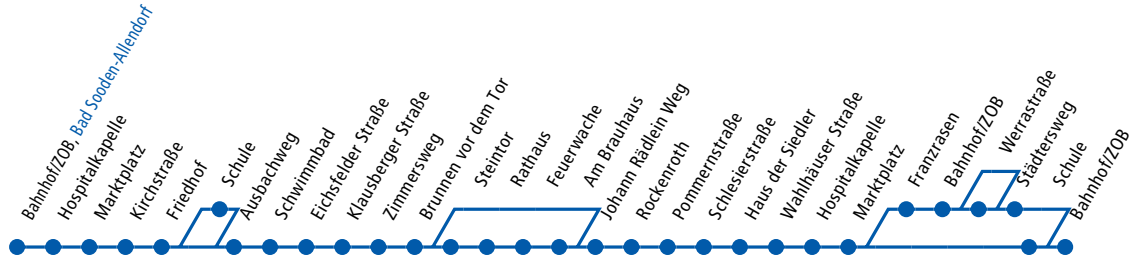 Bahnhof/ZOB, Bad Sooden-Allendorf
Hospitalkapelle
Marktplatz
Kirchstraße
Friedhof
Schule
Ausbachweg
Schwimmbad
Eichsfelder Straße
Klausberger Straße
Zimmersweg
Brunnen vor dem Tor
Steintor
Rathaus
Feuerwache
Am Brauhaus
Johann Rädlein Weg
Rockenroth
Pommernstraße
Schlesierstraße
Haus der Siedler
Wahlhäuser Straße
Hospitalkapelle
Marktplatz
Franzrasen
Bahnhof/ZOB
Werrastraße
Städtersweg
Schule
Bahnhof/ZOB